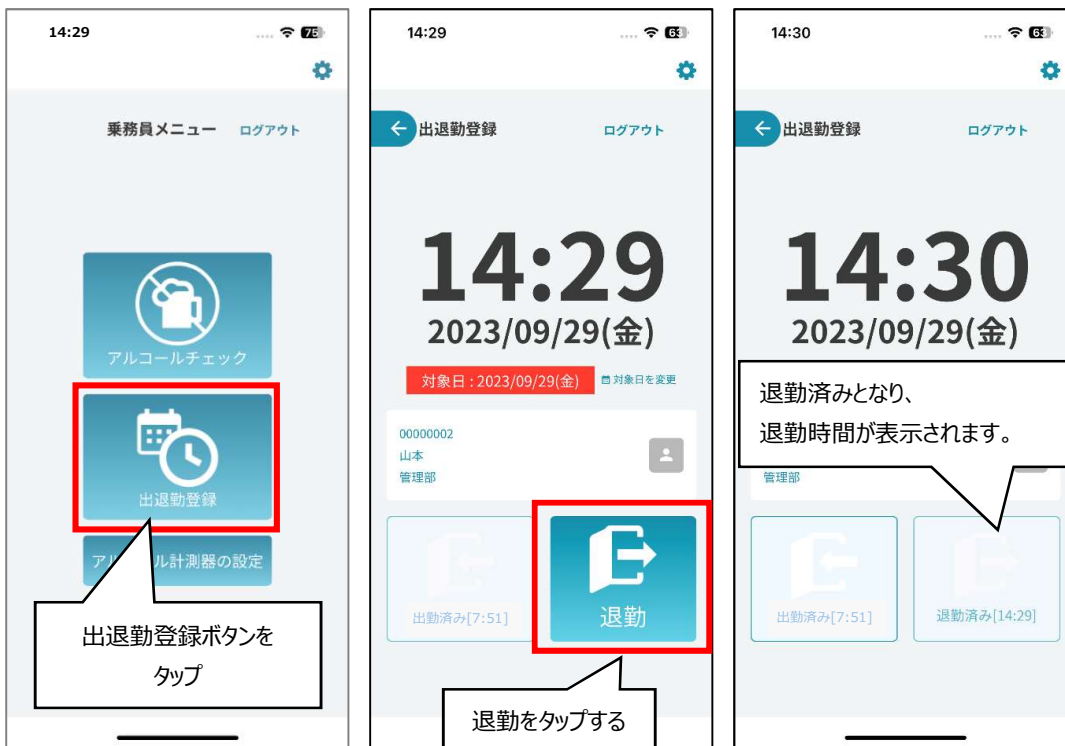 14:29
75
乗務員メニュー ログアウト
アルコールチェック
出退勤登録
ール計測器の設定
出退勤登録ボタンを
タップ
14:29
出退勤登録
ログアウト
14:29
2023/09/29(金)
対象日 : 2023/09/29(金) 対象日を変更
00000002
山本
管理部
出勤済み[7:51]
退勤
退勤をタップする
14:30
出退勤登録
ログアウト
14:30
2023/09/29(金)
退勤済みとなり、
退勤時間が表示されます。
管理部
出勤済み[7:51]
退勤済み[14:29]